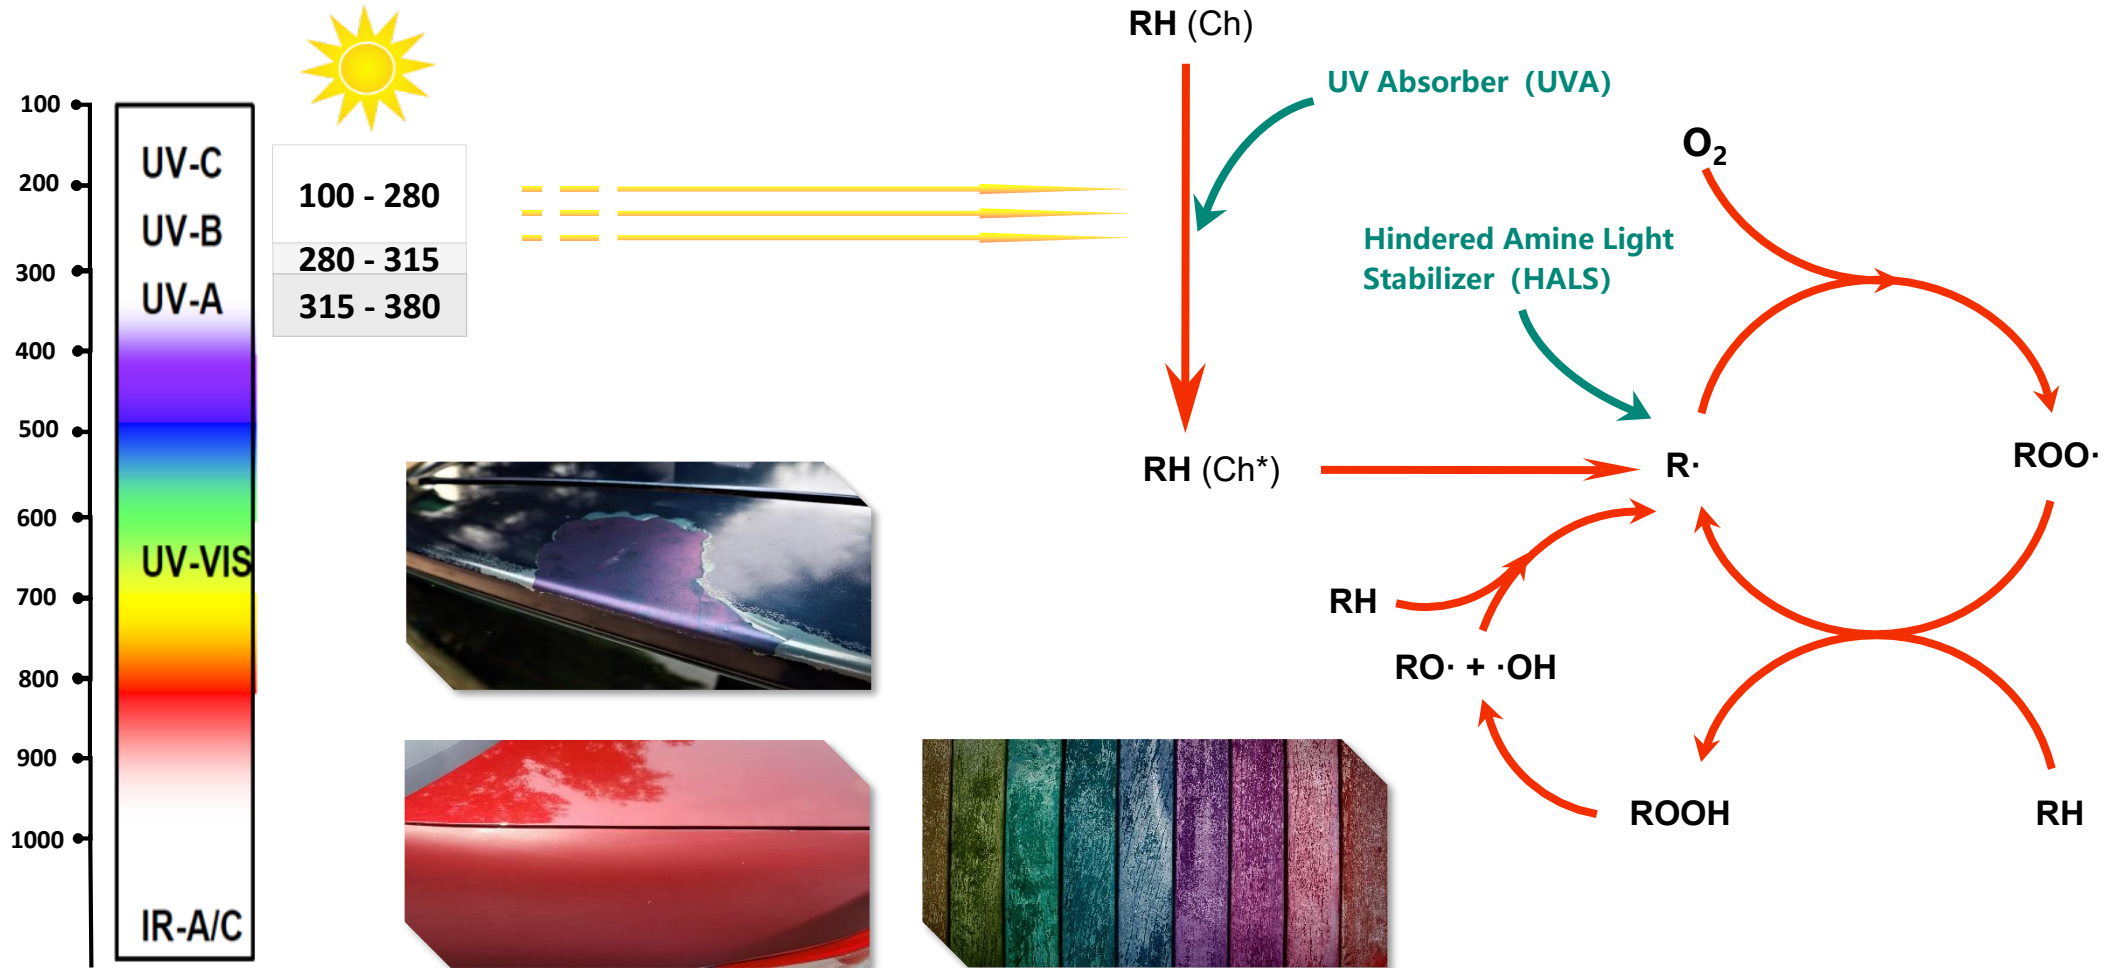 100
200
300
400
500
600
700
800
900
1000
UV-C
UV-B
UV-A
UV-VIS
IR-A/C
100 - 280
280 - 315
315 - 380
RH (Ch)
UV Absorber (UVA)
O₂
Hindered Amine Light
Stabilizer (HALS)
RH (Ch*)
R·
ROO·
RH
RO· + ·OH
ROOH
RH